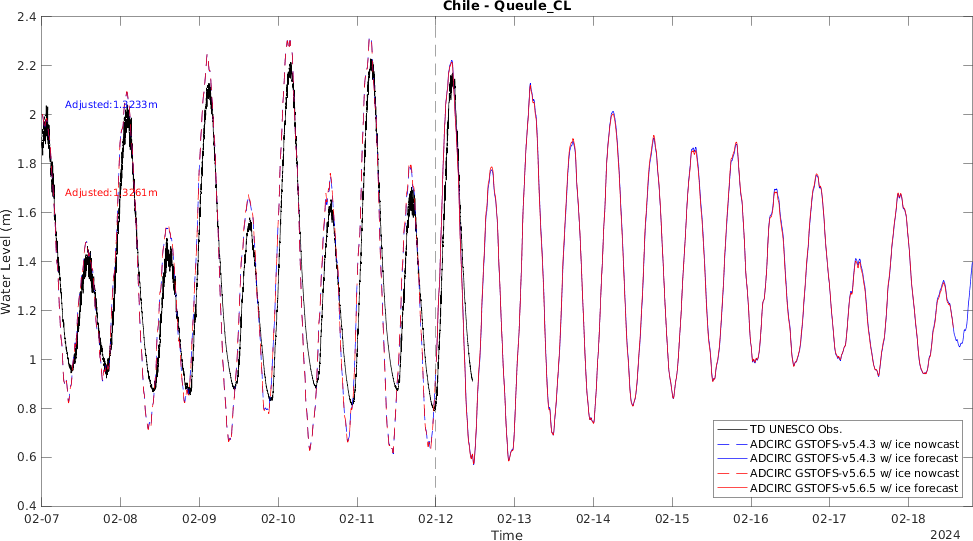 Chile - Queule_CL
2.4
2.2
2
1.8
1.6
1.4
1.2
1
0.8
0.6
0.4
Water Level (m)
Adjusted:1.3233m
Adjusted:1.3261m
TD UNESCO Obs.
ADCIRC GSTOFS-v5.4.3 w/ ice nowcast
ADCIRC GSTOFS-v5.4.3 w/ ice forecast
ADCIRC GSTOFS-v5.6.5 w/ ice nowcast
ADCIRC GSTOFS-v5.6.5 w/ ice forecast
02-07 02-08 02-09 02-10 02-11 02-12 02-13 02-14 02-15 02-16 02-17 02-18
Time
2024